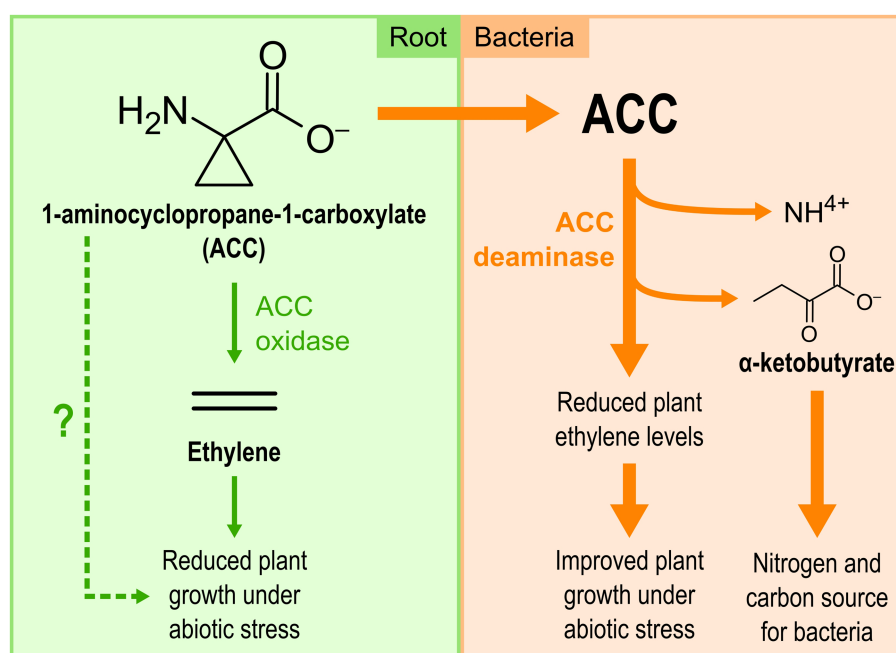 Root
Bacteria
H₂N
O
O⁻
1-aminocyclopropane-1-carboxylate
(ACC)
ACC
oxidase
Ethylene
?
Reduced plant
growth under
abiotic stress
ACC
ACC
deaminase
NH⁴⁺
O
O⁻
O
α-ketobutyrate
Reduced plant
ethylene levels
Improved plant
growth under
abiotic stress
Nitrogen and
carbon source
for bacteria